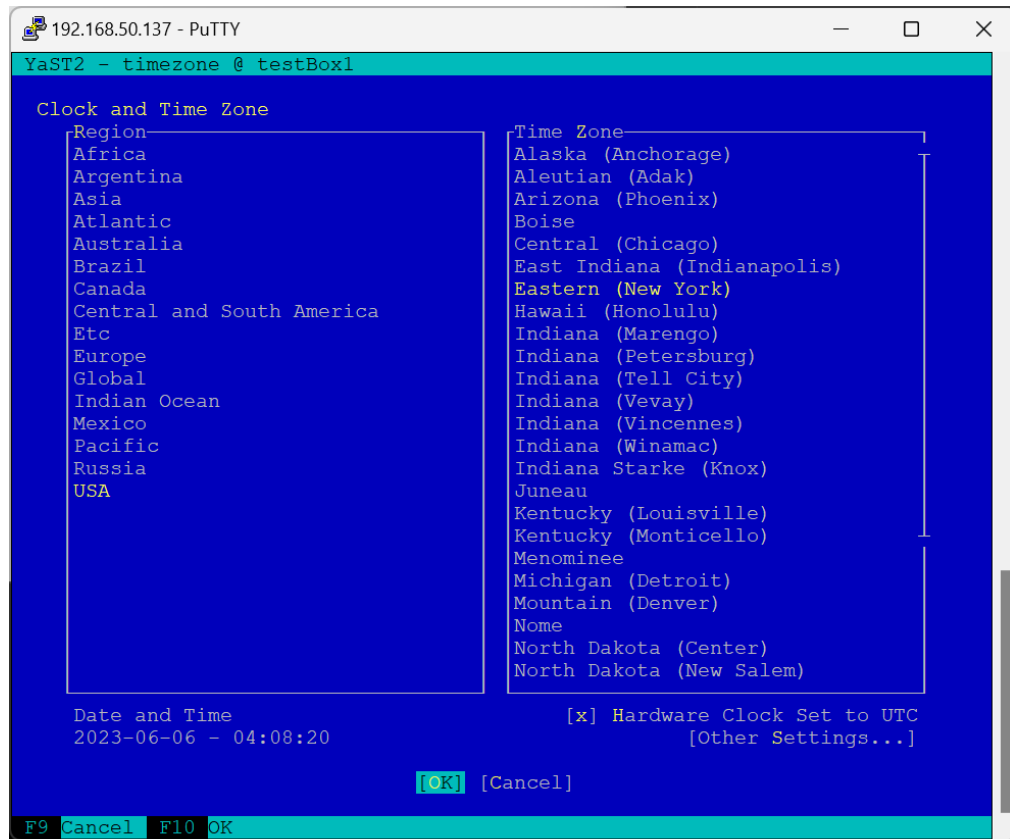 192.168.50.137 - PuTTY
YaST2 - timezone @ testBox1
Clock and Time Zone
Region
Africa
Argentina
Asia
Atlantic
Australia
Brazil
Canada
Central and South America
Etc
Europe
Global
Indian Ocean
Mexico
Pacific
Russia
USA
Time Zone
Alaska (Anchorage)
Aleutian (Adak)
Arizona (Phoenix)
Boise
Central (Chicago)
East Indiana (Indianapolis)
Eastern (New York)
Hawaii (Honolulu)
Indiana (Marengo)
Indiana (Petersburg)
Indiana (Tell City)
Indiana (Vevay)
Indiana (Vincennes)
Indiana (Winamac)
Indiana Starke (Knox)
Juneau
Kentucky (Louisville)
Kentucky (Monticello)
Menominee
Michigan (Detroit)
Mountain (Denver)
Nome
North Dakota (Center)
North Dakota (New Salem)
Date and Time
2023-06-06 - 04:08:20
[x] Hardware Clock Set to UTC
[Other Settings...]
[OK] [Cancel]
F9 Cancel F10 OK